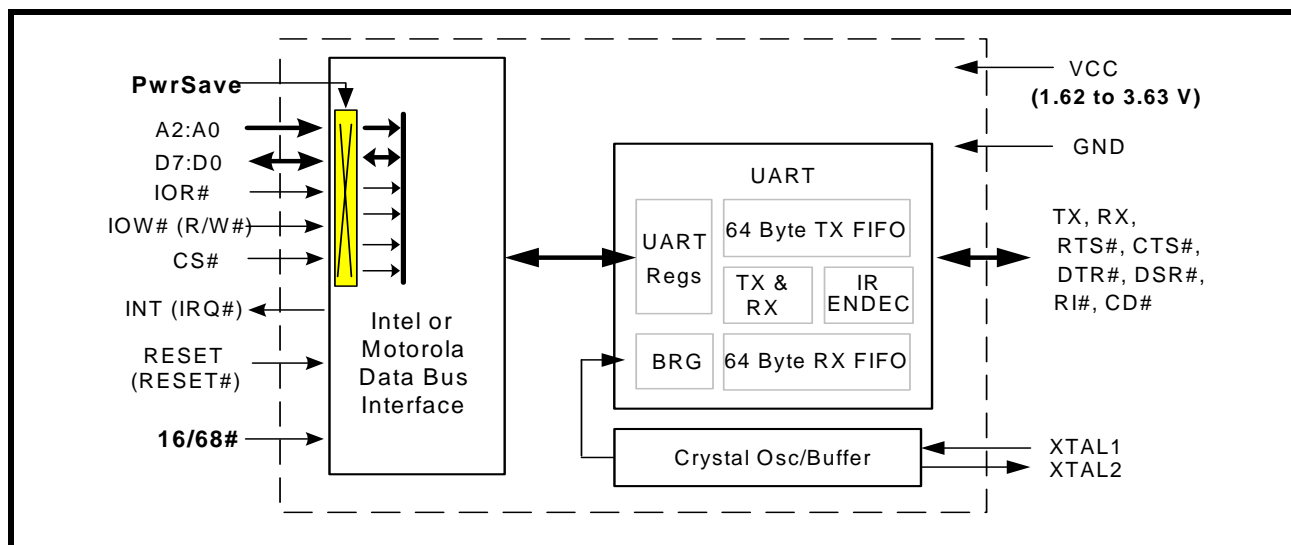 PwrSave
A2:A0
D7:D0
IOR#
IOW# (R/W#)
CS#
INT (IRQ#)
RESET
(RESET#)
16/68#
Intel or
Motorola
Data Bus
Interface
UART
UART
Regs
64 Byte TX FIFO
TX &
RX
IR
ENDEC
BRG
64 Byte RX FIFO
Crystal Osc/Buffer
VCC
(1.62 to 3.63 V)
GND
TX, RX,
RTS#, CTS#,
DTR#, DSR#,
RI#, CD#
XTAL1
XTAL2